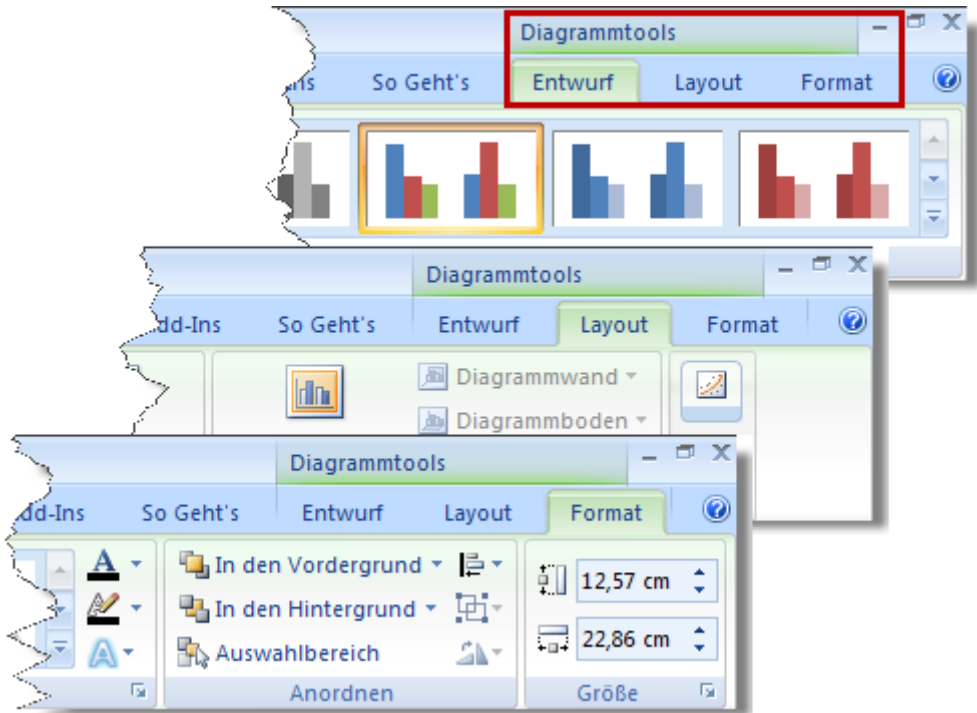 Diagrammtools
ns So Geht's Entwurf Layout Format
Diagrammtools
dd-Ins So Geht's Entwurf Layout Format
Diagrammwand
Diagrammboden
Diagrammtools
dd-Ins So Geht's Entwurf Layout Format
A In den Vordergrund 12,57 cm
In den Hintergrund
A Auswahlbereich 22,86 cm
Anordnen Größe